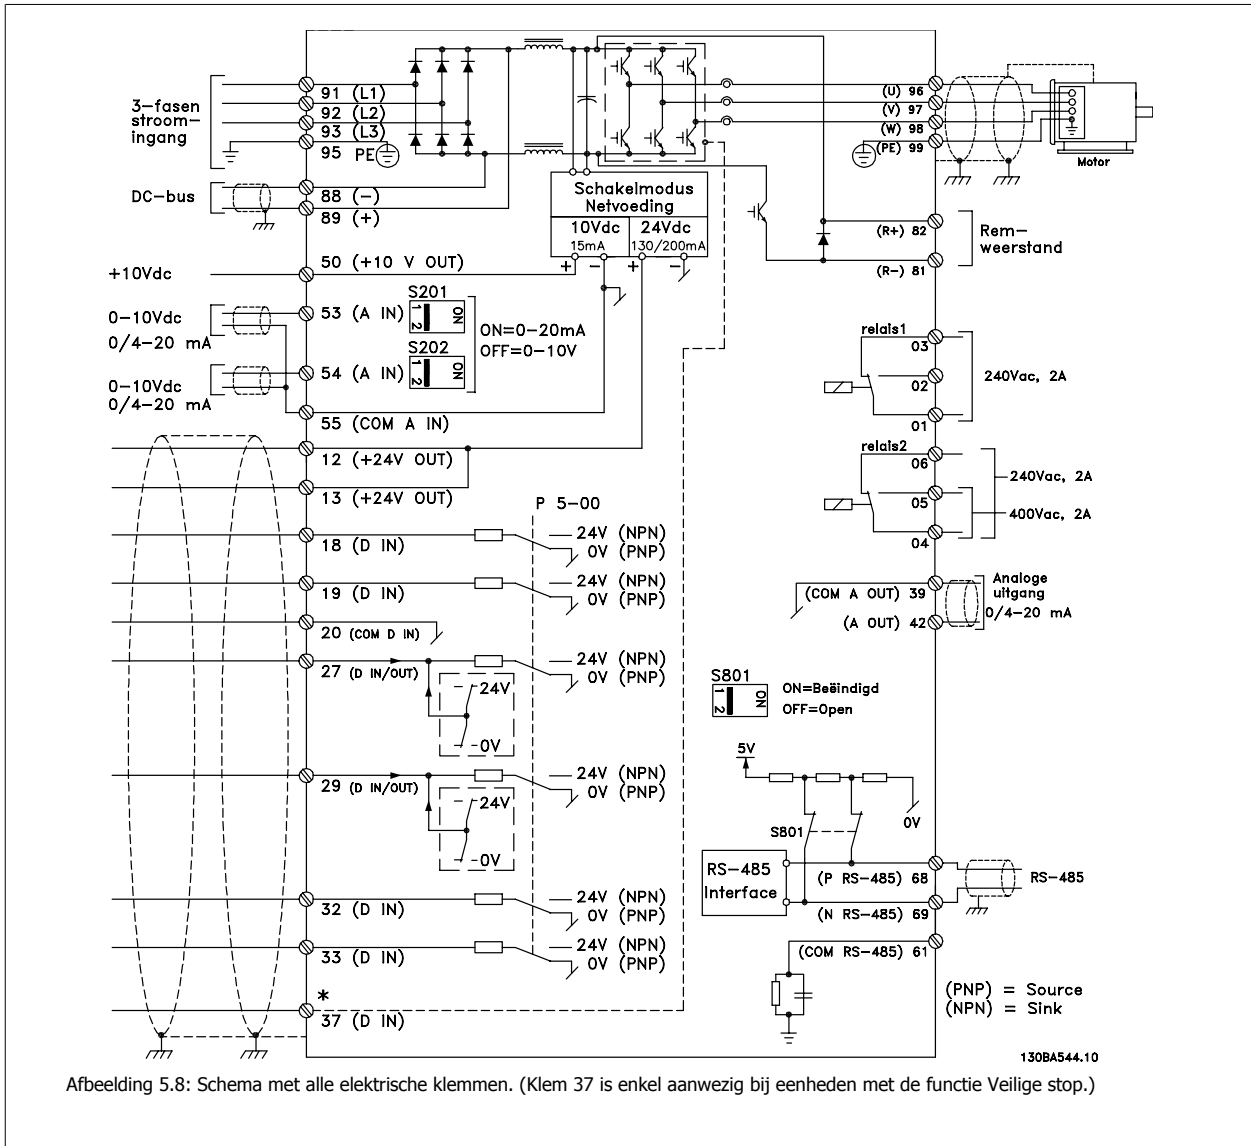 3-fasen
stroom-
ingang
91 (L1)
92 (L2)
93 (L3)
95 PE
DC-bus
88 (-)
89 (+)
+10Vdc
50 (+10 V OUT)
0-10Vdc
0/4-20 mA
53 (A IN)
S201
1 2
ON
ON=0-20mA
OFF=0-10V
0-10Vdc
0/4-20 mA
54 (A IN)
S202
1 2
ON
55 (COM A IN)
12 (+24V OUT)
13 (+24V OUT)
P 5-00
18 (D IN)
24V (NPN)
0V (PNP)
19 (D IN)
24V (NPN)
0V (PNP)
20 (COM D IN)
27 (D IN/OUT)
24V (NPN)
0V (PNP)
24V
0V
29 (D IN/OUT)
24V (NPN)
0V (PNP)
24V
0V
32 (D IN)
24V (NPN)
0V (PNP)
33 (D IN)
24V (NPN)
0V (PNP)
*
37 (D IN)
Schakelmodus
Netvoeding
10Vdc
15mA
24Vdc
130/200mA
+ - + -
(U) 96
(V) 97
(W) 98
(PE) 99
Motor
(R+) 82
(R-) 81
Rem-
weerstand
relais1
03
02
01
240Vac, 2A
relais2
06
05
04
240Vac, 2A
400Vac, 2A
(COM A OUT) 39
(A OUT) 42
Analoge
uitgang
0/4-20 mA
S801
1 2
ON
ON=Beëindigd
OFF=Open
5V
0V
S801
RS-485
Interface
(P RS-485) 68
(N RS-485) 69
RS-485
(COM RS-485) 61
(PNP) = Source
(NPN) = Sink
130BA544.10
Afbeelding 5.8: Schema met alle elektrische klemmen. (Klem 37 is enkel aanwezig bij eenheden met de functie Veilige stop.)